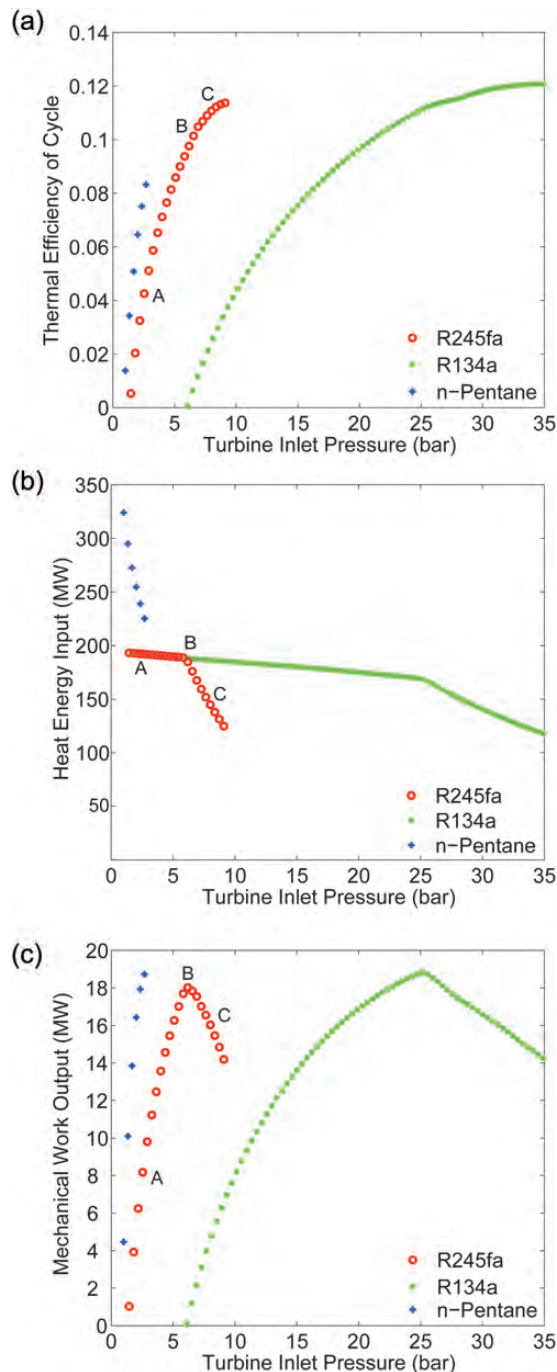 (a)
0.14
0.12
0.1
0.08
0.06
0.04
0.02
0
Thermal Efficiency of Cycle
A
B
C
R245fa
R134a
n-Pentane
0 5 10 15 20 25 30 35
Turbine Inlet Pressure (bar)
(b)
350
300
250
200
150
100
50
Heat Energy Input (MW)
A
B
C
R245fa
R134a
n-Pentane
0 5 10 15 20 25 30 35
Turbine Inlet Pressure (bar)
(c)
20
18
16
14
12
10
8
6
4
2
0
Mechanical Work Output (MW)
A
B
C
R245fa
R134a
n-Pentane
0 5 10 15 20 25 30 35
Turbine Inlet Pressure (bar)